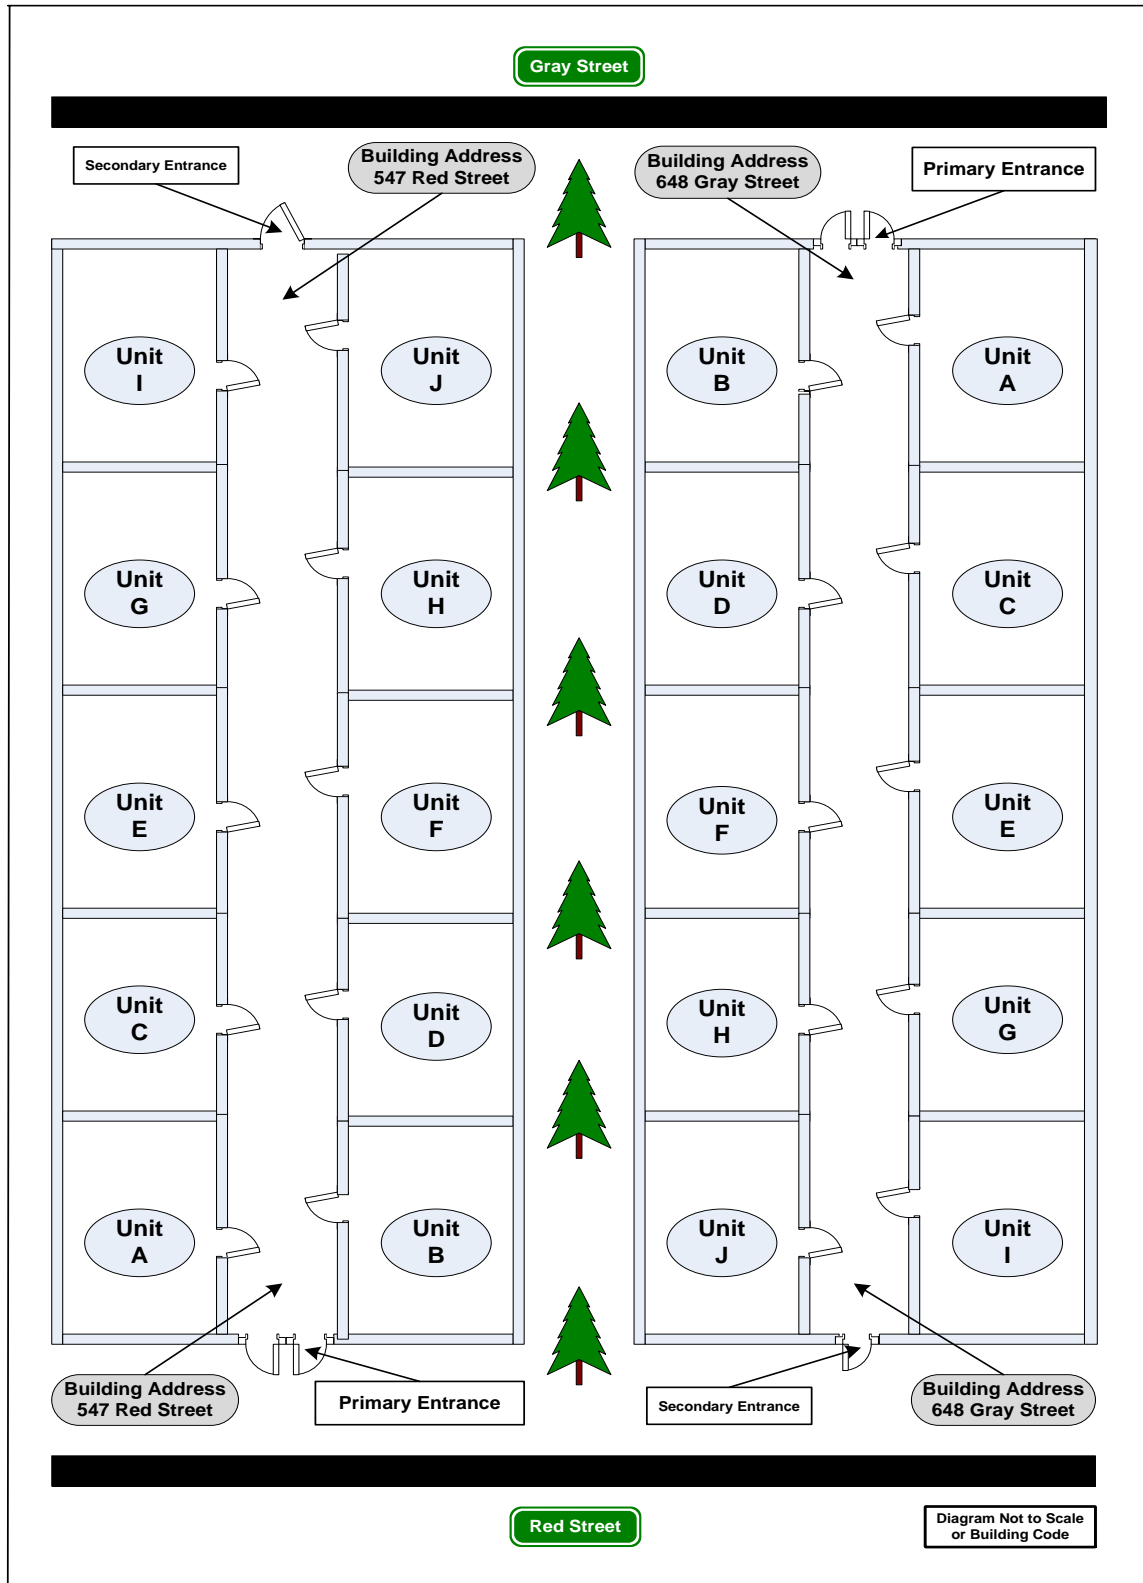 Gray Street
Secondary Entrance
Building Address
547 Red Street
Building Address
648 Gray Street
Primary Entrance
Unit
I
Unit
J
Unit
B
Unit
A
Unit
G
Unit
H
Unit
D
Unit
C
Unit
E
Unit
F
Unit
F
Unit
E
Unit
C
Unit
D
Unit
H
Unit
G
Unit
A
Unit
B
Unit
J
Unit
I
Building Address
547 Red Street
Primary Entrance
Secondary Entrance
Building Address
648 Gray Street
Red Street
Diagram Not to Scale
or Building Code